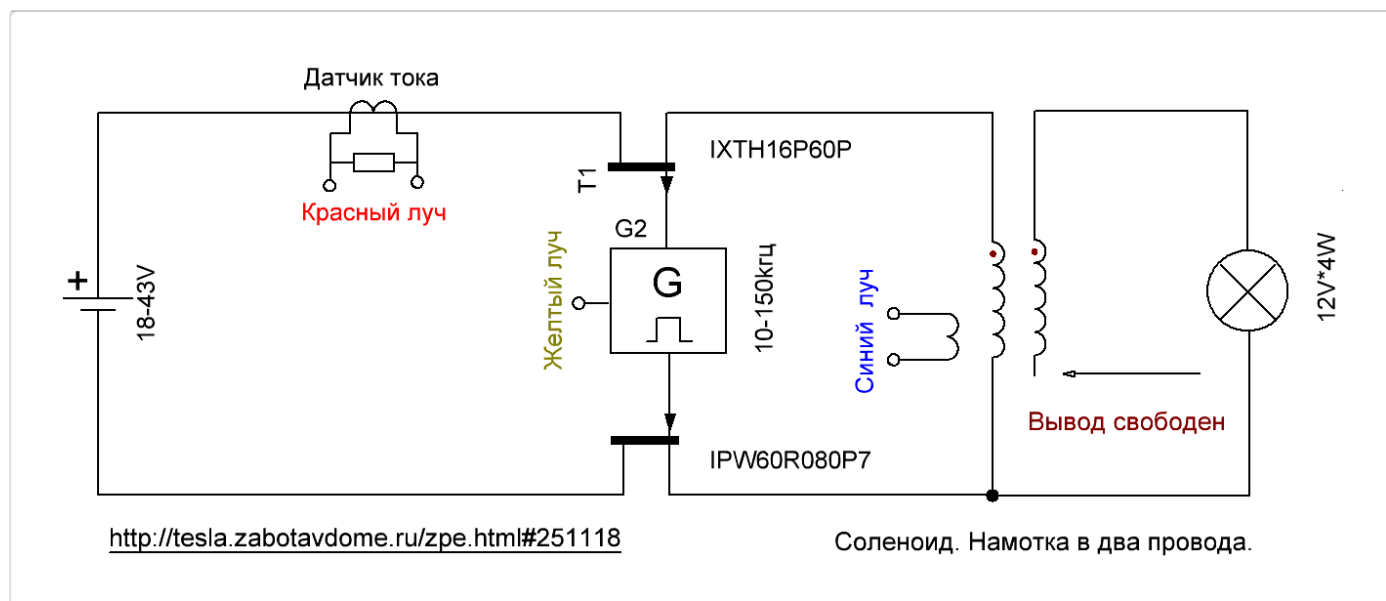 Датчик тока
IXTH16P60P
T1
Красный луч
G2
+
18-43V
Желтый луч
G
10-150кгц
Синий луч
12V*4W
Вывод свободен
IPW60R080P7
http://tesla.zabotavdome.ru/zpe.html#251118
Соленоид. Намотка в два провода.